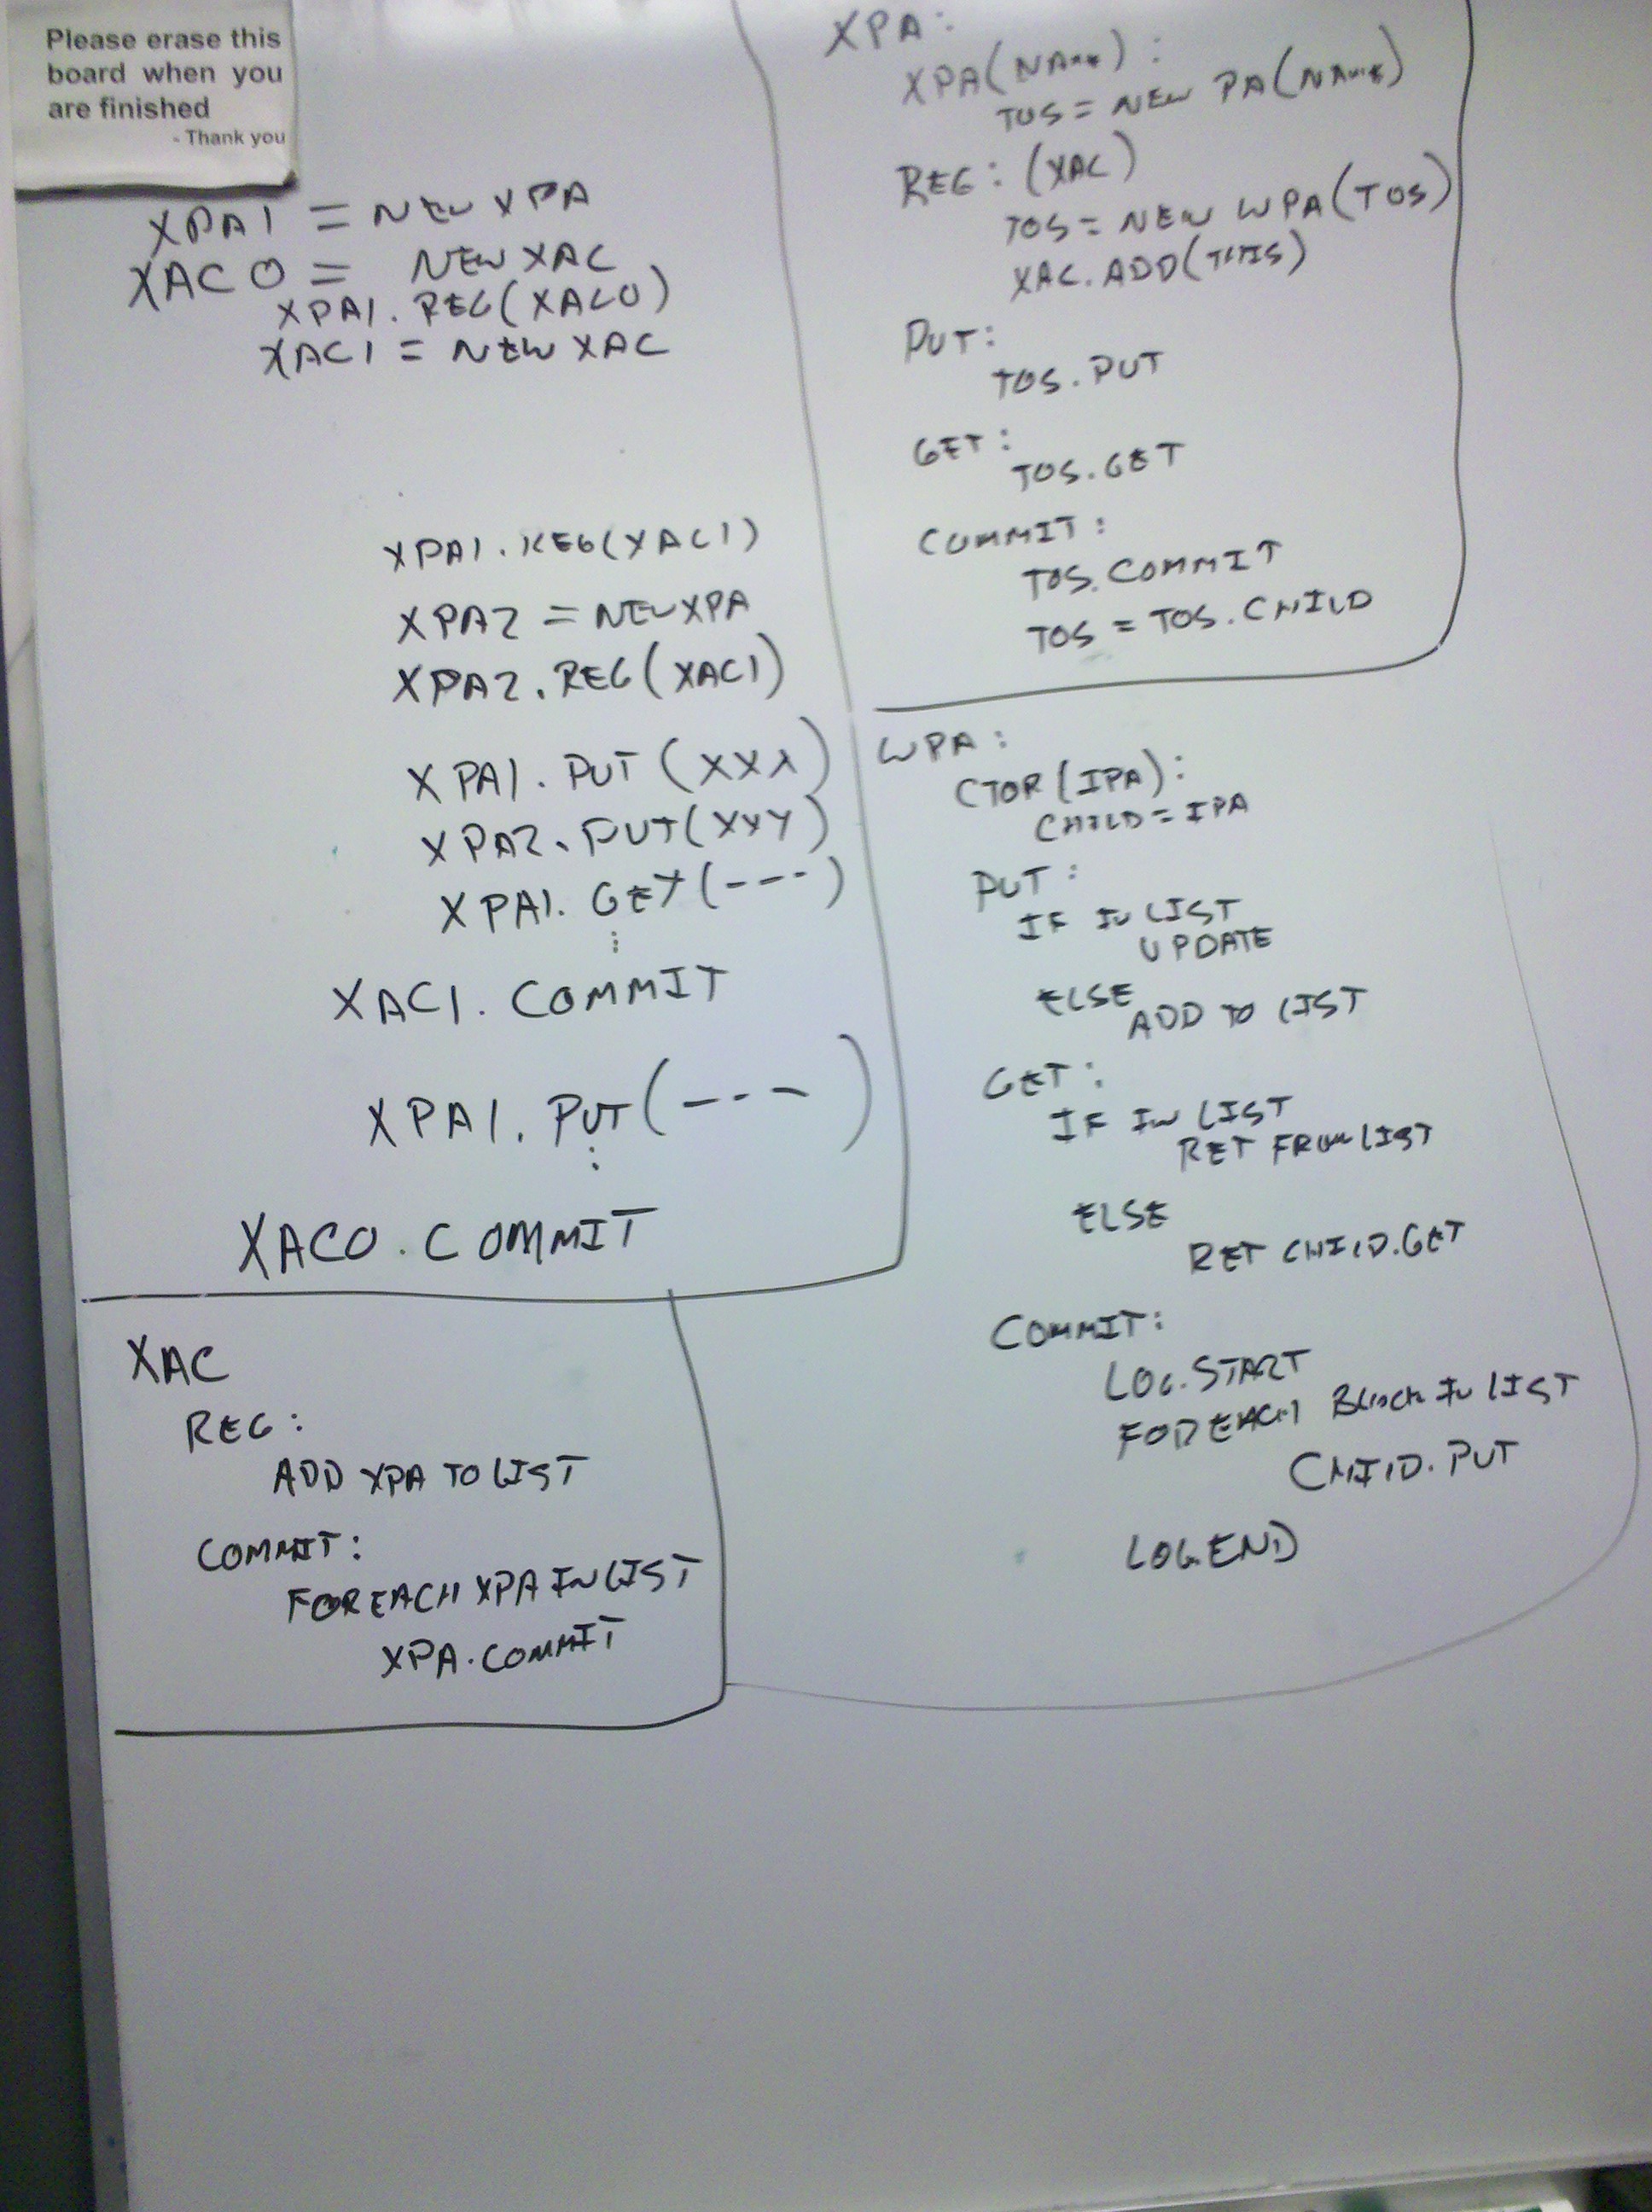 Please erase this
board when you
are finished
- Thank you
XPA1 = NEW XPA
XAC0 = NEW XAC
XPA1.REG(XAC0)
XAC1 = NEW XAC
XPA1.REG(XAC1)
XPA2 = NEW XPA
XPA2.REG(XAC1)
XPA1.PUT(XXX)
XPA2.PUT(XYY)
XPA1.GET(---)
⋮
XAC1.COMMIT
XPA1.PUT(---)
:
XAC0.COMMIT
XAC
REG:
ADD XPA TO LIST
COMMIT:
FOREACH XPA IN LIST
XPA.COMMIT
XPA:
XPA(NAME):
TOS = NEW PA(NAME)
REG: (XAC)
TOS = NEW WPA(TOS)
XAC.ADD(THIS)
PUT:
TOS.PUT
GET:
TOS.GET
COMMIT:
TOS.COMMIT
TOS = TOS.CHILD
WPA:
CTOR(IPA):
CHILD = IPA
PUT:
IF IN LIST
UPDATE
ELSE
ADD TO LIST
GET:
IF IN LIST
RET FROM LIST
ELSE
RET CHILD.GET
COMMIT:
LOG.START
FOREACH BLOCK IN LIST
CHILD.PUT
LOG.END